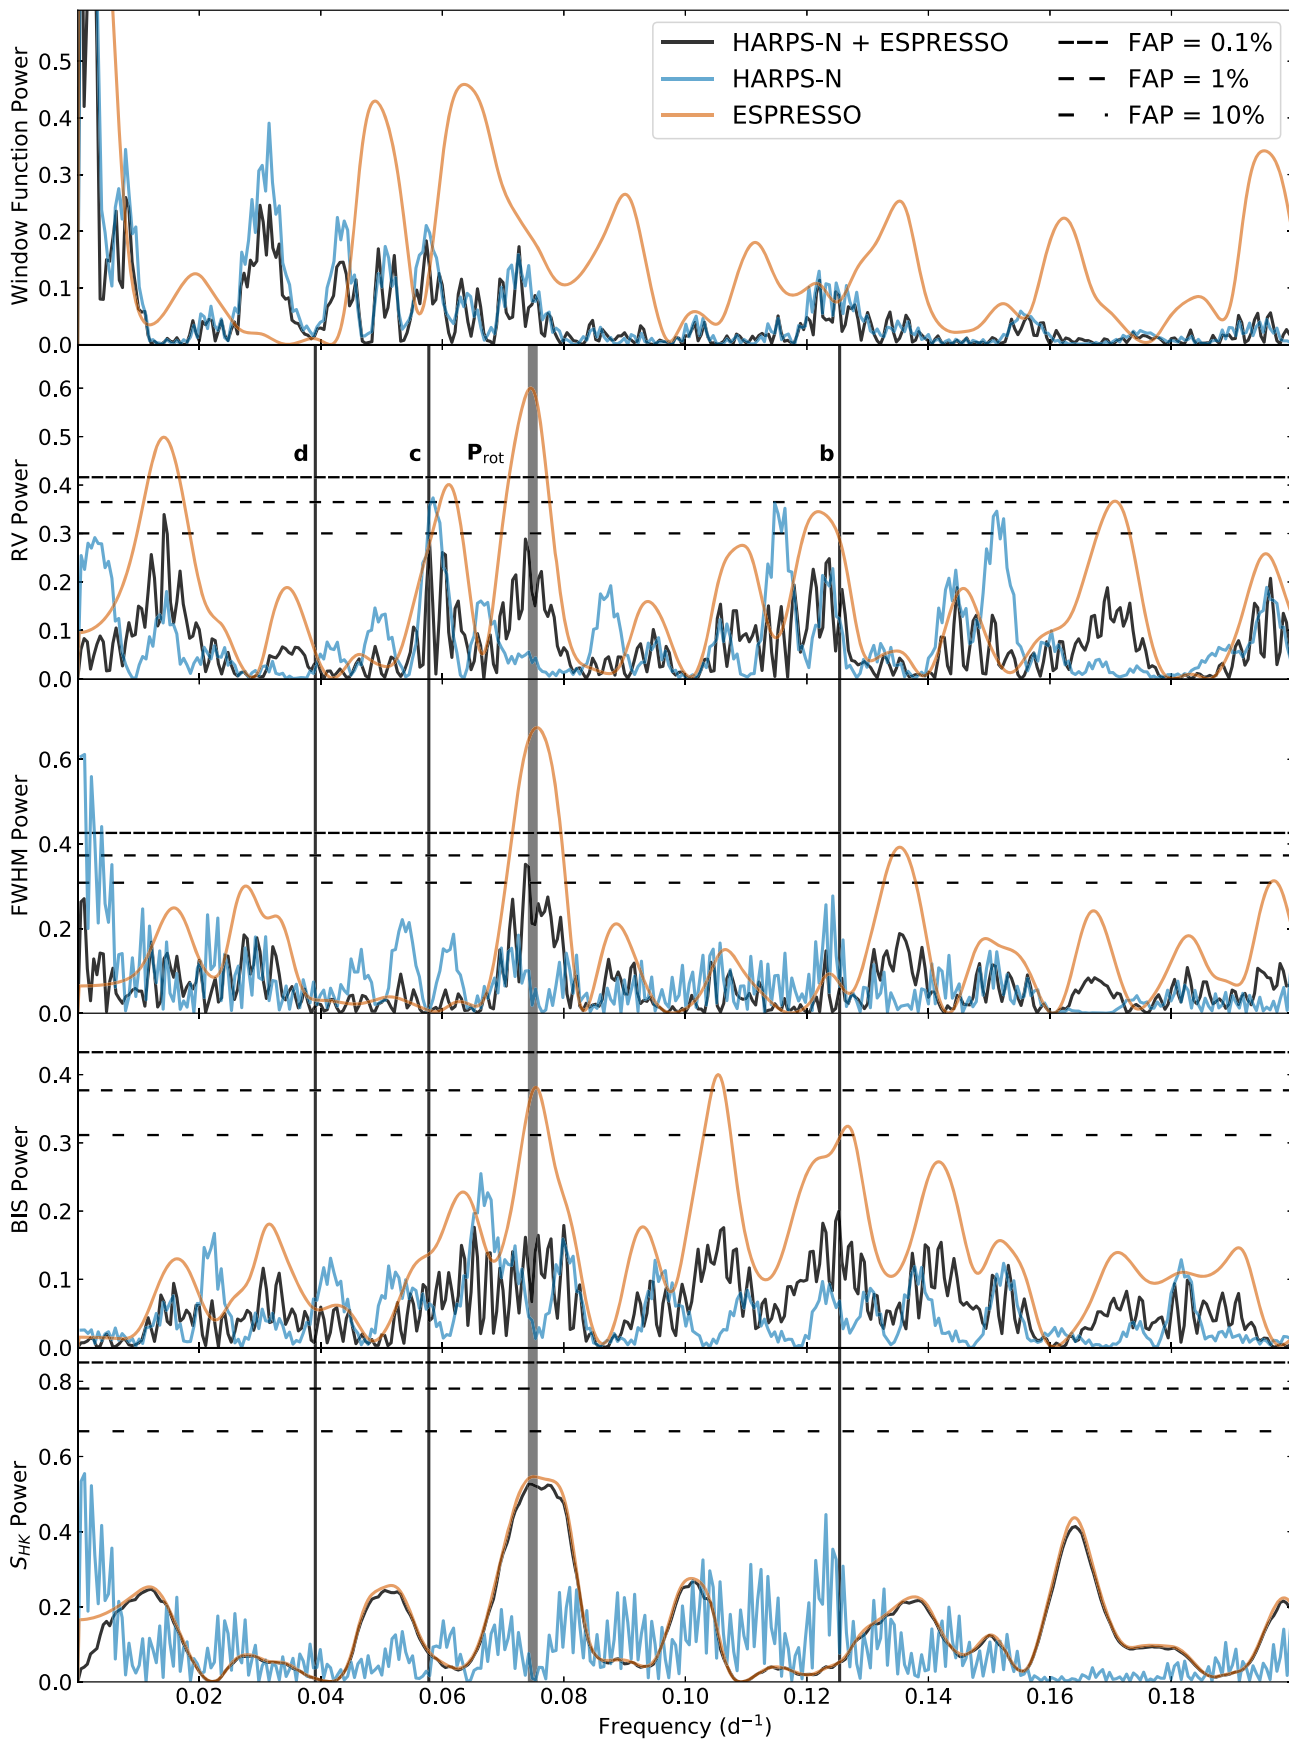 HARPS-N + ESPRESSO
HARPS-N
ESPRESSO
FAP = 0.1%
FAP = 1%
FAP = 10%
Window Function Power
0.5
0.4
0.3
0.2
0.1
0.0
RV Power
0.6
0.5
0.4
0.3
0.2
0.1
0.0
d
c
P_rot
b
FWHM Power
0.6
0.4
0.2
0.0
BIS Power
0.4
0.3
0.2
0.1
0.0
S_HK Power
0.8
0.6
0.4
0.2
0.0
0.02 0.04 0.06 0.08 0.10 0.12 0.14 0.16 0.18
Frequency (d⁻¹)